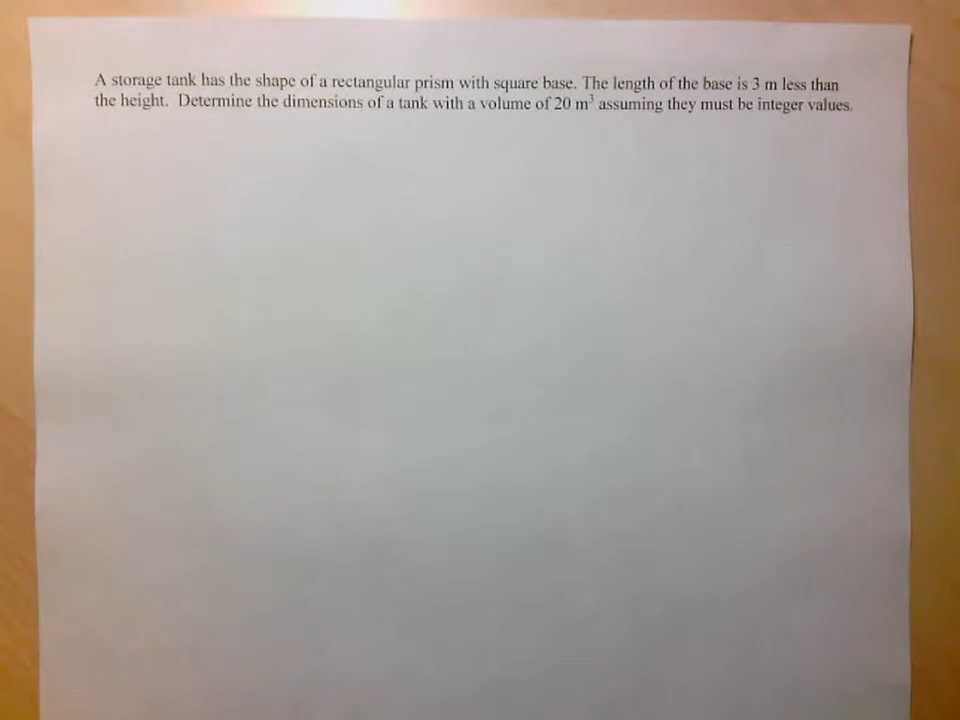 A storage tank has the shape of a rectangular prism with square base. The length of the base is 3 m less than
the height. Determine the dimensions of a tank with a volume of 20 m³ assuming they must be integer values.